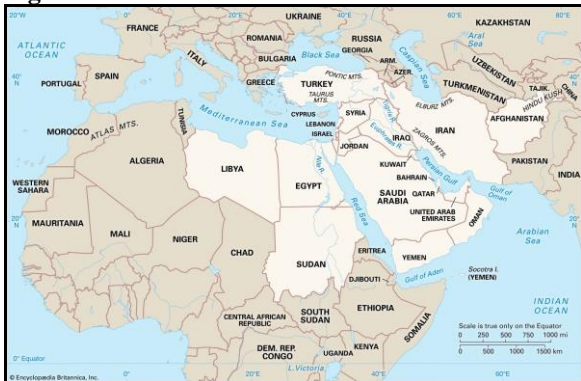 UKRAINE
FRANCE
KAZAKHSTAN
ATLANTIC
OCEAN
ROMANIA
RUSSIA
Aral
Sea
ITALY
BULGARIA
Black Sea
GEORGIA
Caspian Sea
UZBEKISTAN
PORTUGAL
SPAIN
GREECE
TURKEY
PONTIC MTS.
TAURUS
MTS.
ARM.
AZER.
TURKMENISTAN
TAJIK.
CHINA
HINDU KUSH
ELBURZ MTS.
Mediterranean Sea
CYPRUS
LEBANON
ISRAEL
SYRIA
Tigris R.
Euphrates R.
IRAQ
ZAGROS MTS.
IRAN
AFGHANISTAN
MOROCCO
ATLAS MTS.
TUNISIA
JORDAN
KUWAIT
PAKISTAN
INDIA
ALGERIA
LIBYA
EGYPT
Nile R.
BAHRAIN
Persian Gulf
Gulf of
Oman
WESTERN
SAHARA
SAUDI
ARABIA
QATAR
UNITED ARAB
EMIRATES
OMAN
Red Sea
MAURITANIA
MALI
NIGER
CHAD
SUDAN
ERITREA
YEMEN
Arabian
Sea
DJIBOUTI
Gulf of Aden
Socotra I.
(YEMEN)
CENTRAL AFRICAN
REPUBLIC
SOUTH
SUDAN
ETHIOPIA
SOMALIA
INDIAN
OCEAN
Scale is true only on the Equator
0 250 500 750 1000 mi
0 500 1000 1500 km
0° Equator
DEM. REP.
CONGO
UGANDA
KENYA
L. Victoria
© Encyclopædia Britannica, Inc.
20° 0° 20° 40° 60°